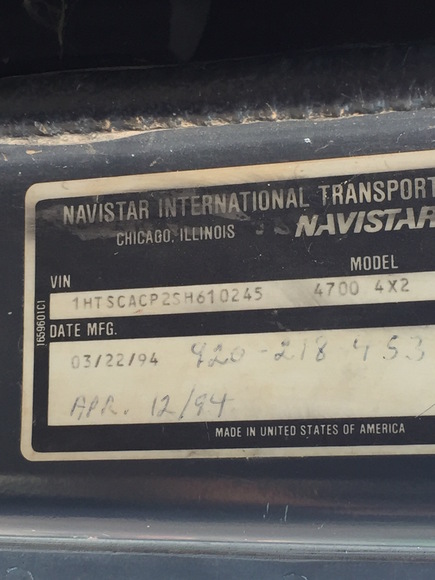 NAVISTAR INTERNATIONAL TRANSPORT
CHICAGO, ILLINOIS
NAVISTAR
VIN
MODEL
1HTSCACP2SH610245 4700 4X2
1659601C1
DATE MFG.
03/22/94 920-218 453
APR. 12/94
MADE IN UNITED STATES OF AMERICA